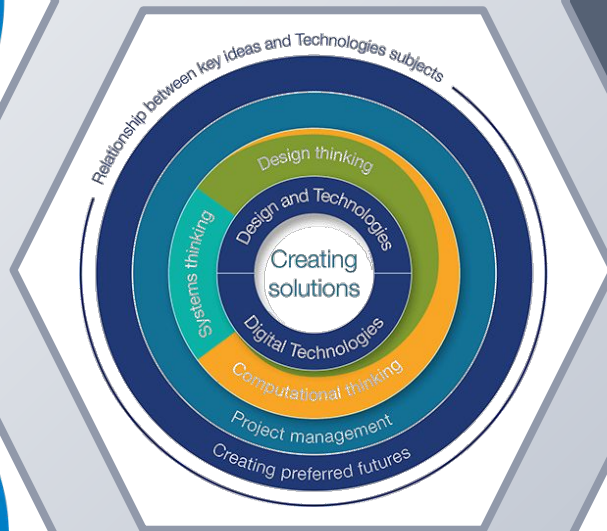 Relationship between key ideas and Technologies subjects
Design thinking
Systems thinking
Design and Technologies
Creating
solutions
Digital Technologies
Computational thinking
Project management
Creating preferred futures